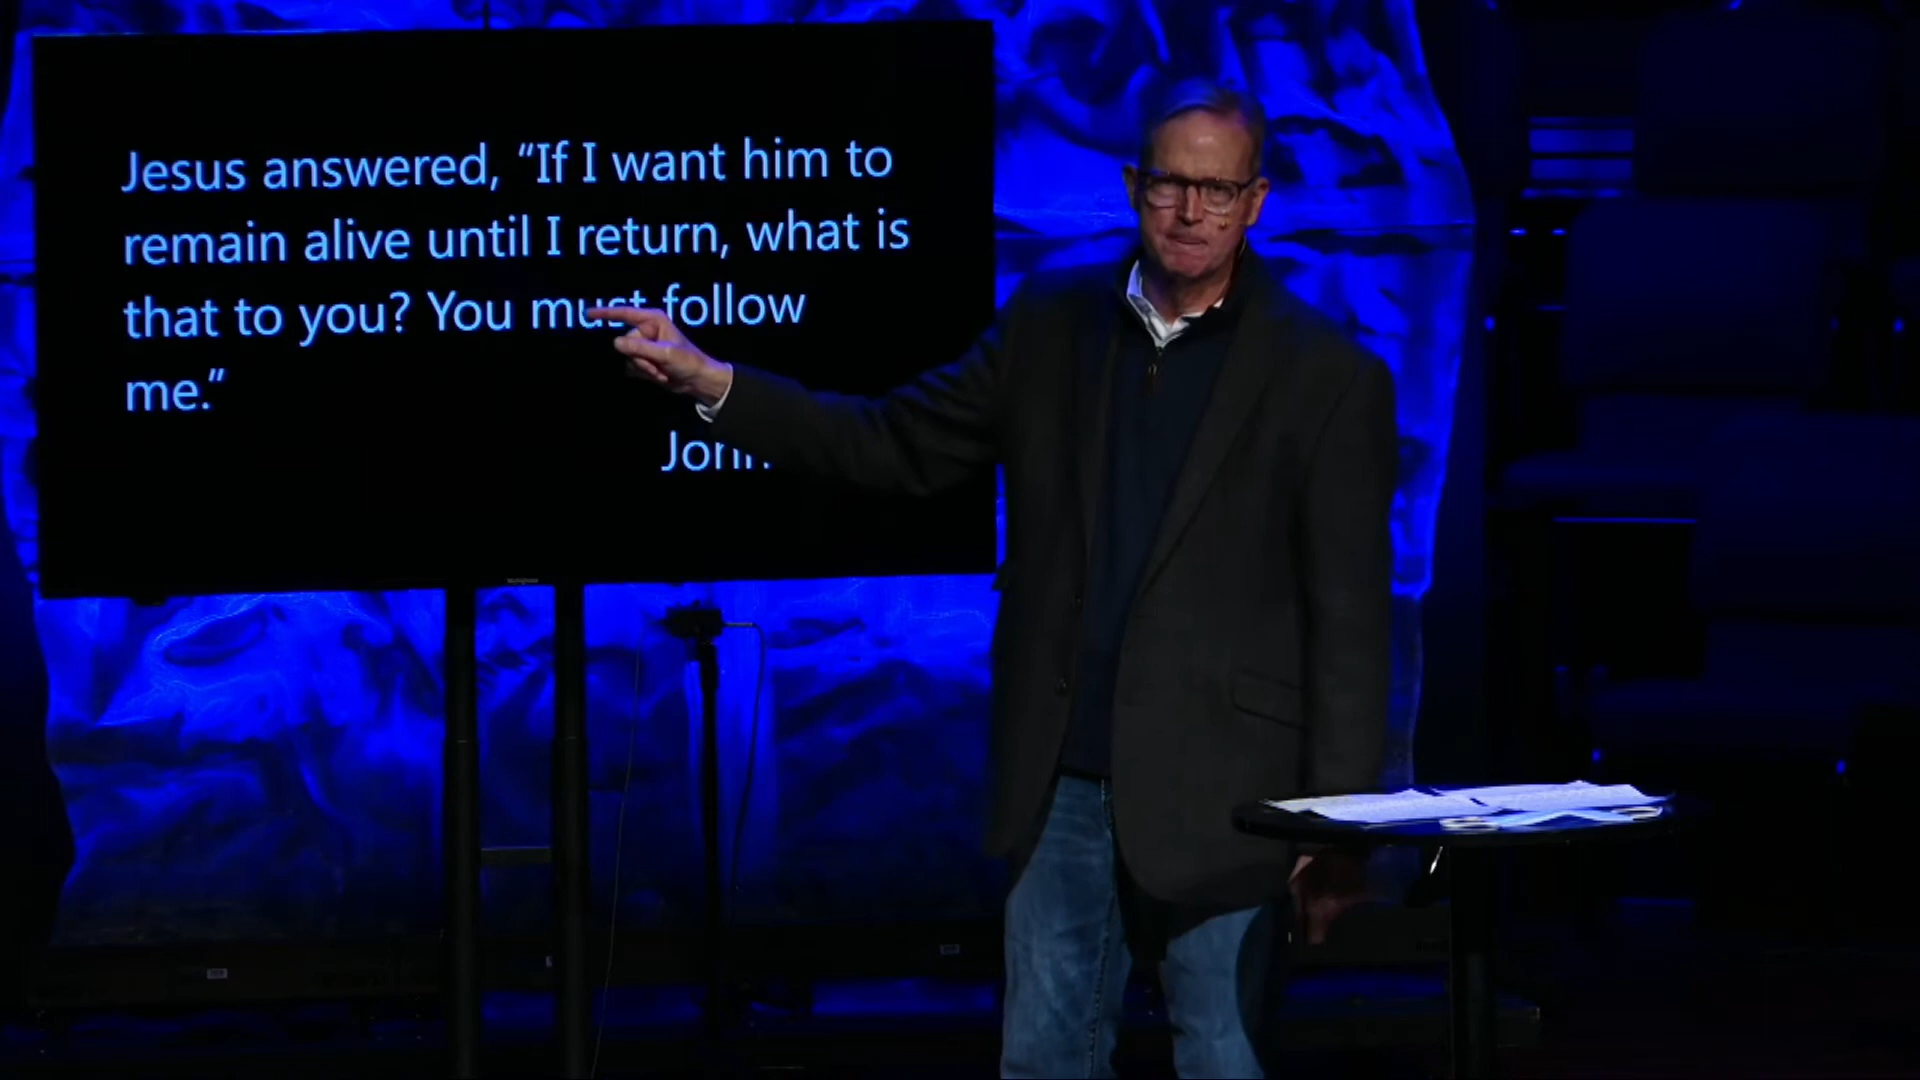 Jesus answered, “If I want him to
remain alive until I return, what is
that to you? You must follow
me.”
John